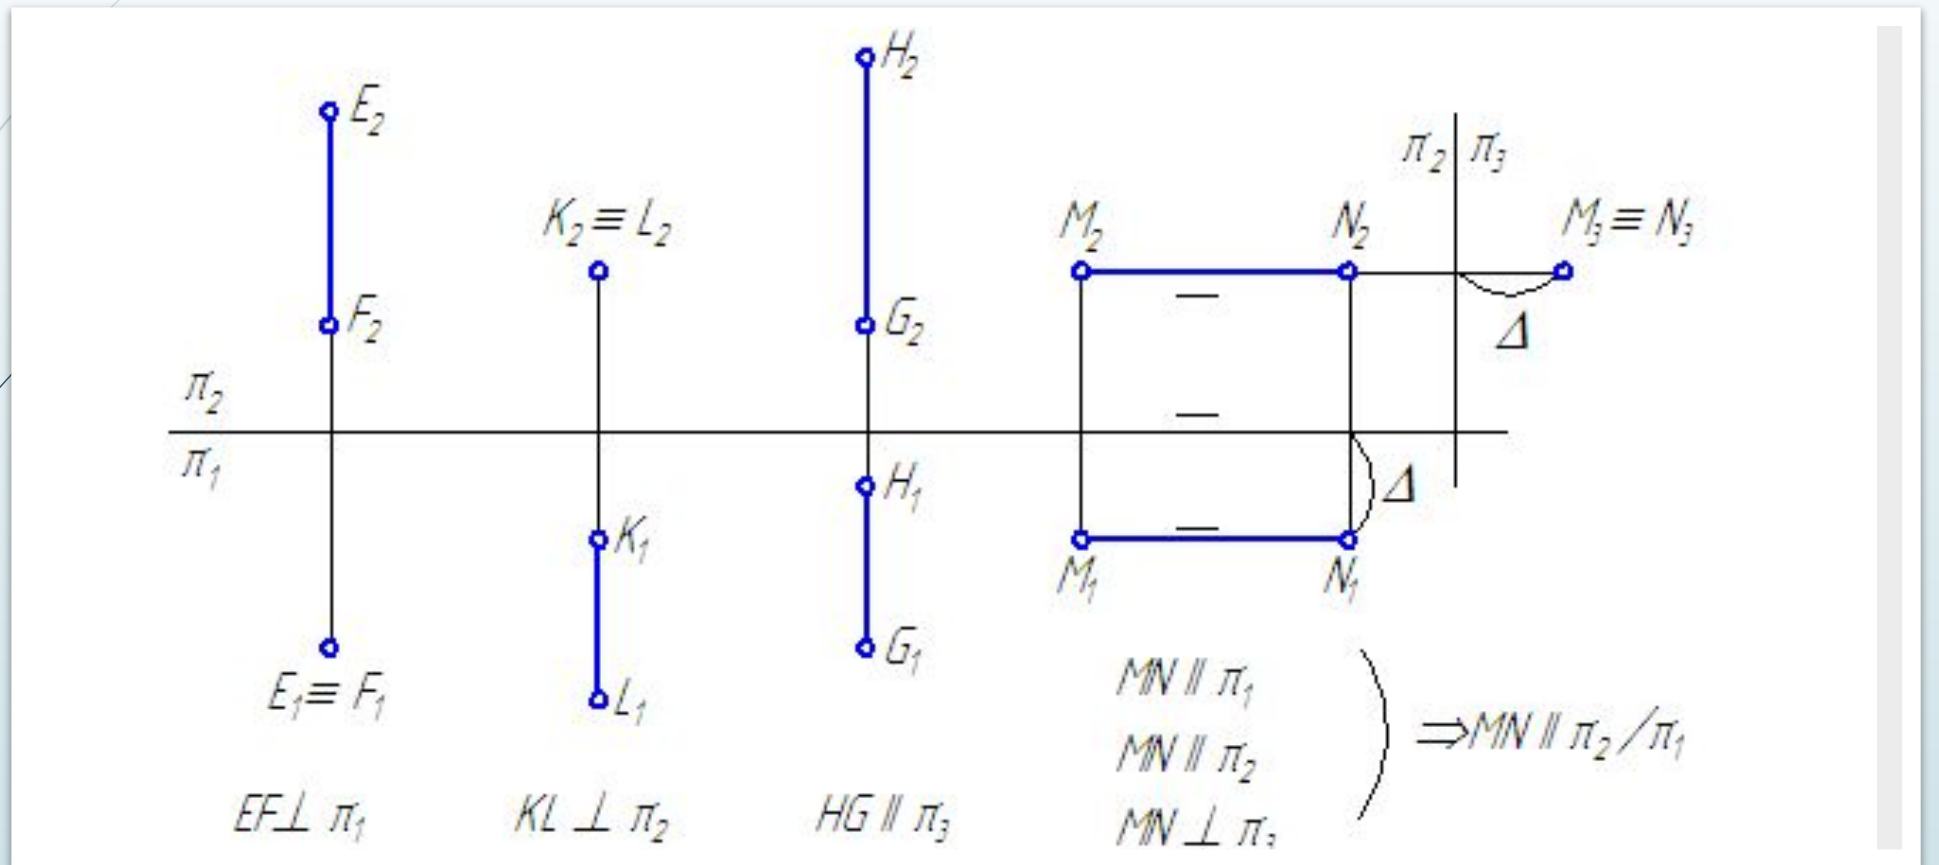 H₂
E₂
π₂ π₃
K₂ ≡ L₂ M₂ N₂ M₃ ≡ N₃
F₂ G₂ Δ
π₂
π₁
H₁ Δ
K₁
M₁ N₁
G₁
E₁ ≡ F₁ L₁
MN ∥ π₁
MN ∥ π₂ ⇒ MN ∥ π₂/π₁
EF ⊥ π₁ KL ⊥ π₂ HG ∥ π₃ MN ⊥ π₃